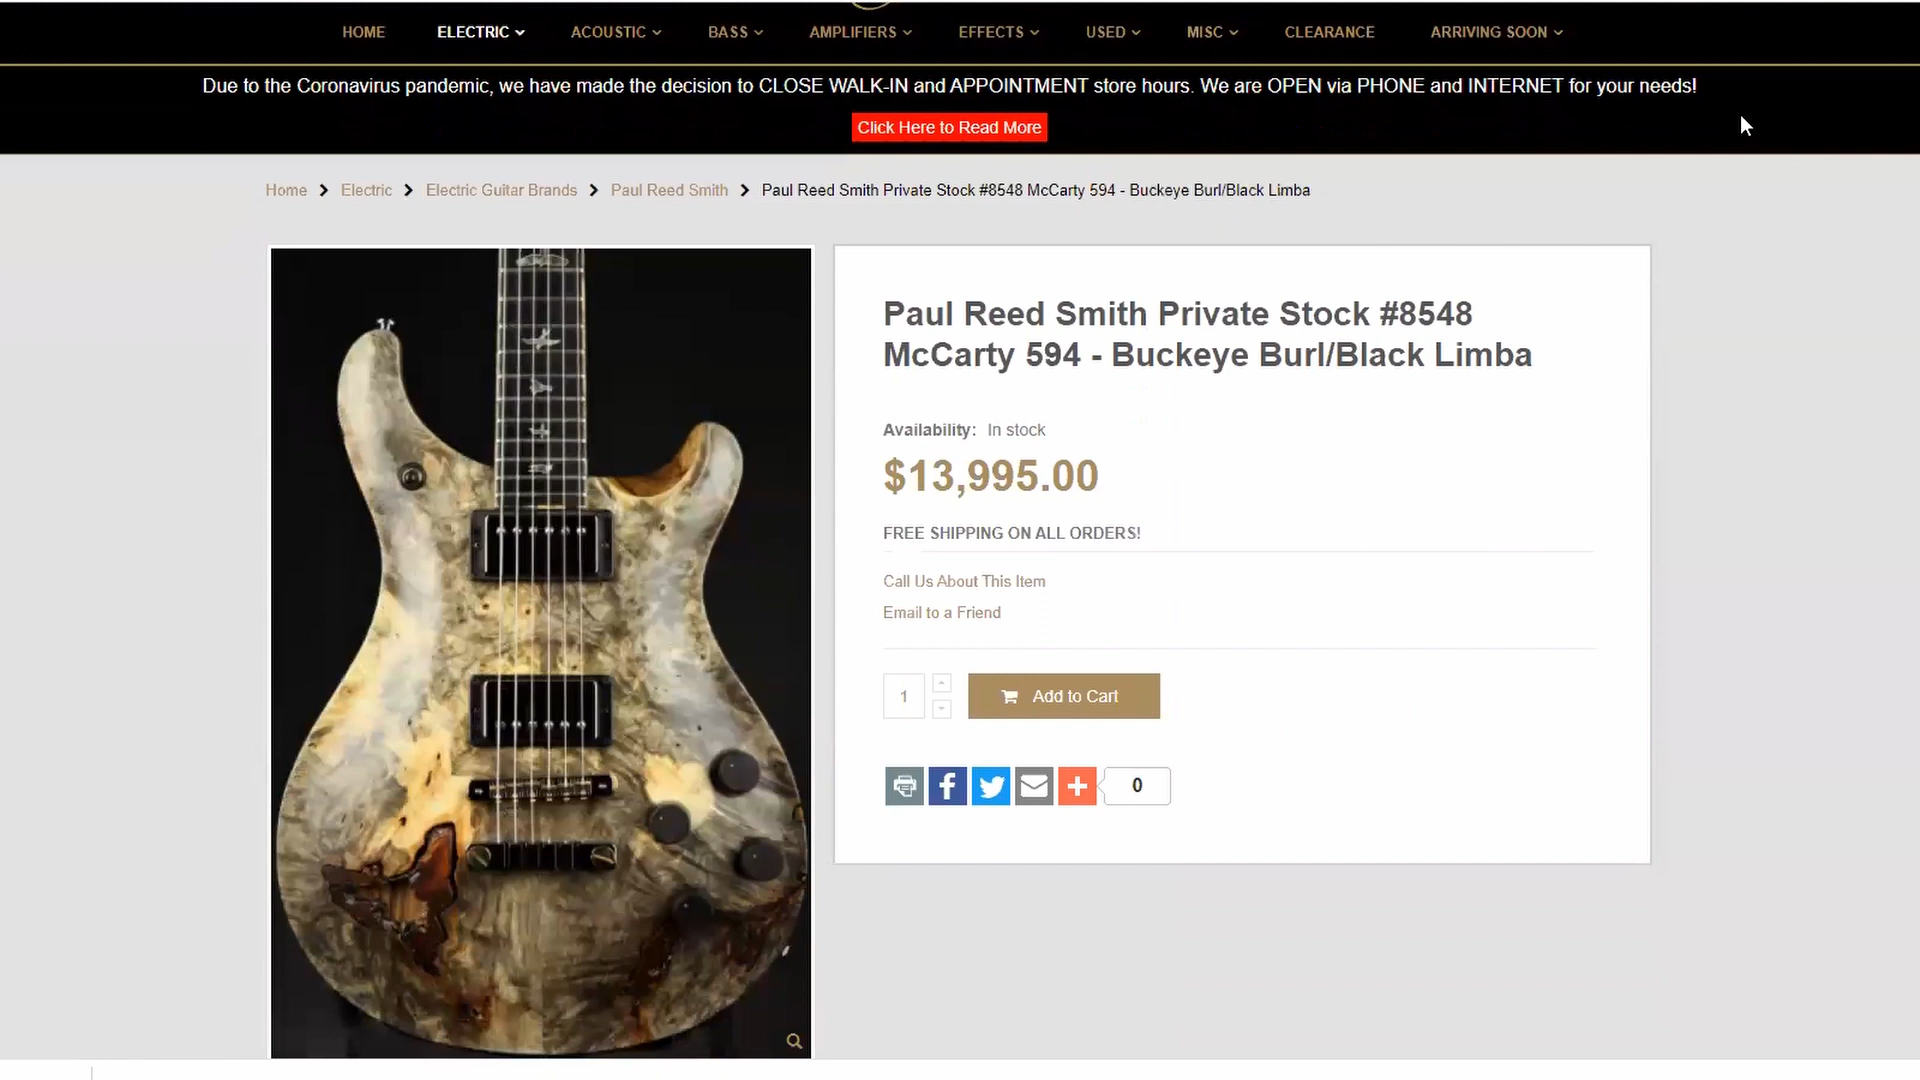 HOME ELECTRIC ACOUSTIC BASS AMPLIFIERS EFFECTS USED MISC CLEARANCE ARRIVING SOON
Due to the Coronavirus pandemic, we have made the decision to CLOSE WALK-IN and APPOINTMENT store hours. We are OPEN via PHONE and INTERNET for your needs!
Click Here to Read More
Home Electric Electric Guitar Brands Paul Reed Smith Paul Reed Smith Private Stock #8548 McCarty 594 - Buckeye Burl/Black Limba
Paul Reed Smith Private Stock #8548
McCarty 594 - Buckeye Burl/Black Limba
Availability: In stock
$13,995.00
FREE SHIPPING ON ALL ORDERS!
Call Us About This Item
Email to a Friend
1 Add to Cart
0